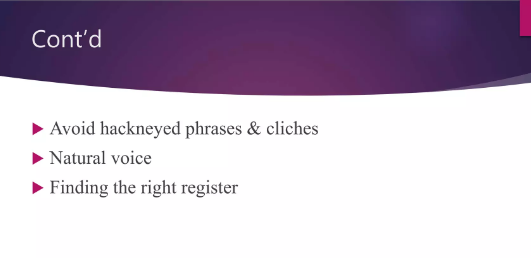 Cont'd
Avoid hackneyed phrases & cliches
Natural voice
Finding the right register